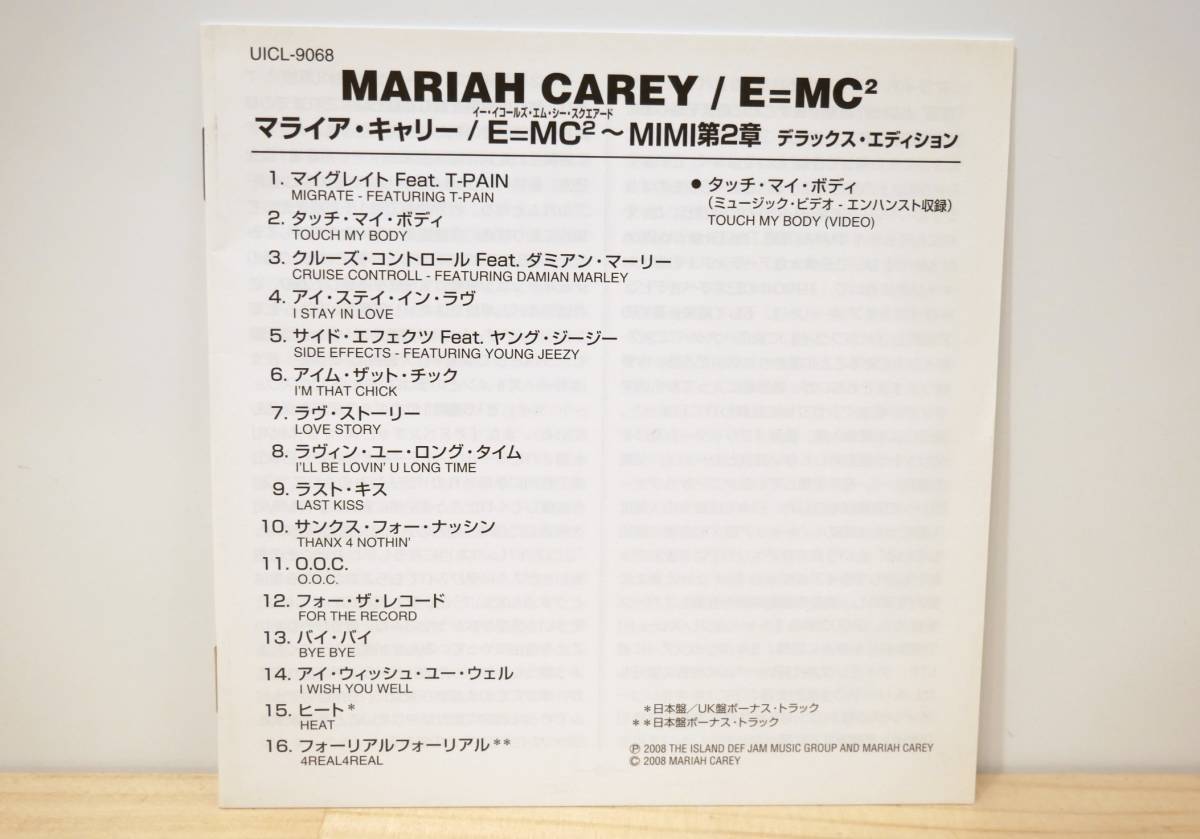 UICL-9068
MARIAH CAREY / E=MC²
イー・イコールズ・エム・シー・スクエアード
マライア・キャリー / E=MC²～MIMI第2章 デラックス・エディション
1. マイグレイト Feat. T-PAIN
MIGRATE - FEATURING T-PAIN
2. タッチ・マイ・ボディ
TOUCH MY BODY
3. クルーズ・コントロール Feat. ダミアン・マーリー
CRUISE CONTROLL - FEATURING DAMIAN MARLEY
4. アイ・ステイ・イン・ラヴ
I STAY IN LOVE
5. サイド・エフェクツ Feat. ヤング・ジージー
SIDE EFFECTS - FEATURING YOUNG JEEZY
6. アイム・ザット・チック
I'M THAT CHICK
7. ラヴ・ストーリー
LOVE STORY
8. ラヴィン・ユー・ロング・タイム
I'LL BE LOVIN' U LONG TIME
9. ラスト・キス
LAST KISS
10. サンクス・フォー・ナッシン
THANX 4 NOTHIN'
11. O.O.C.
O.O.C.
12. フォー・ザ・レコード
FOR THE RECORD
13. バイ・バイ
BYE BYE
14. アイ・ウィッシュ・ユー・ウェル
I WISH YOU WELL
15. ヒート*
HEAT
16. フォーリアルフォーリアル**
4REAL4REAL
● タッチ・マイ・ボディ
（ミュージック・ビデオ - エンハンスト収録）
TOUCH MY BODY (VIDEO)
*日本盤／UK盤ボーナス・トラック
**日本盤ボーナス・トラック
℗ 2008 THE ISLAND DEF JAM MUSIC GROUP AND MARIAH CAREY
© 2008 MARIAH CAREY